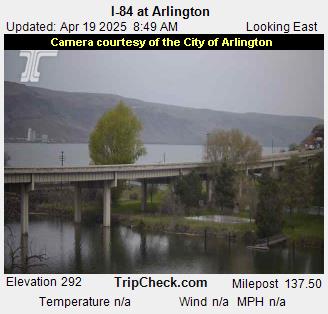 I-84 at Arlington
Updated: Apr 19 2025 8:49 AM Looking East
Camera courtesy of the City of Arlington
Elevation 292 TripCheck.com Milepost 137.50
Temperature n/a Wind n/a MPH n/a